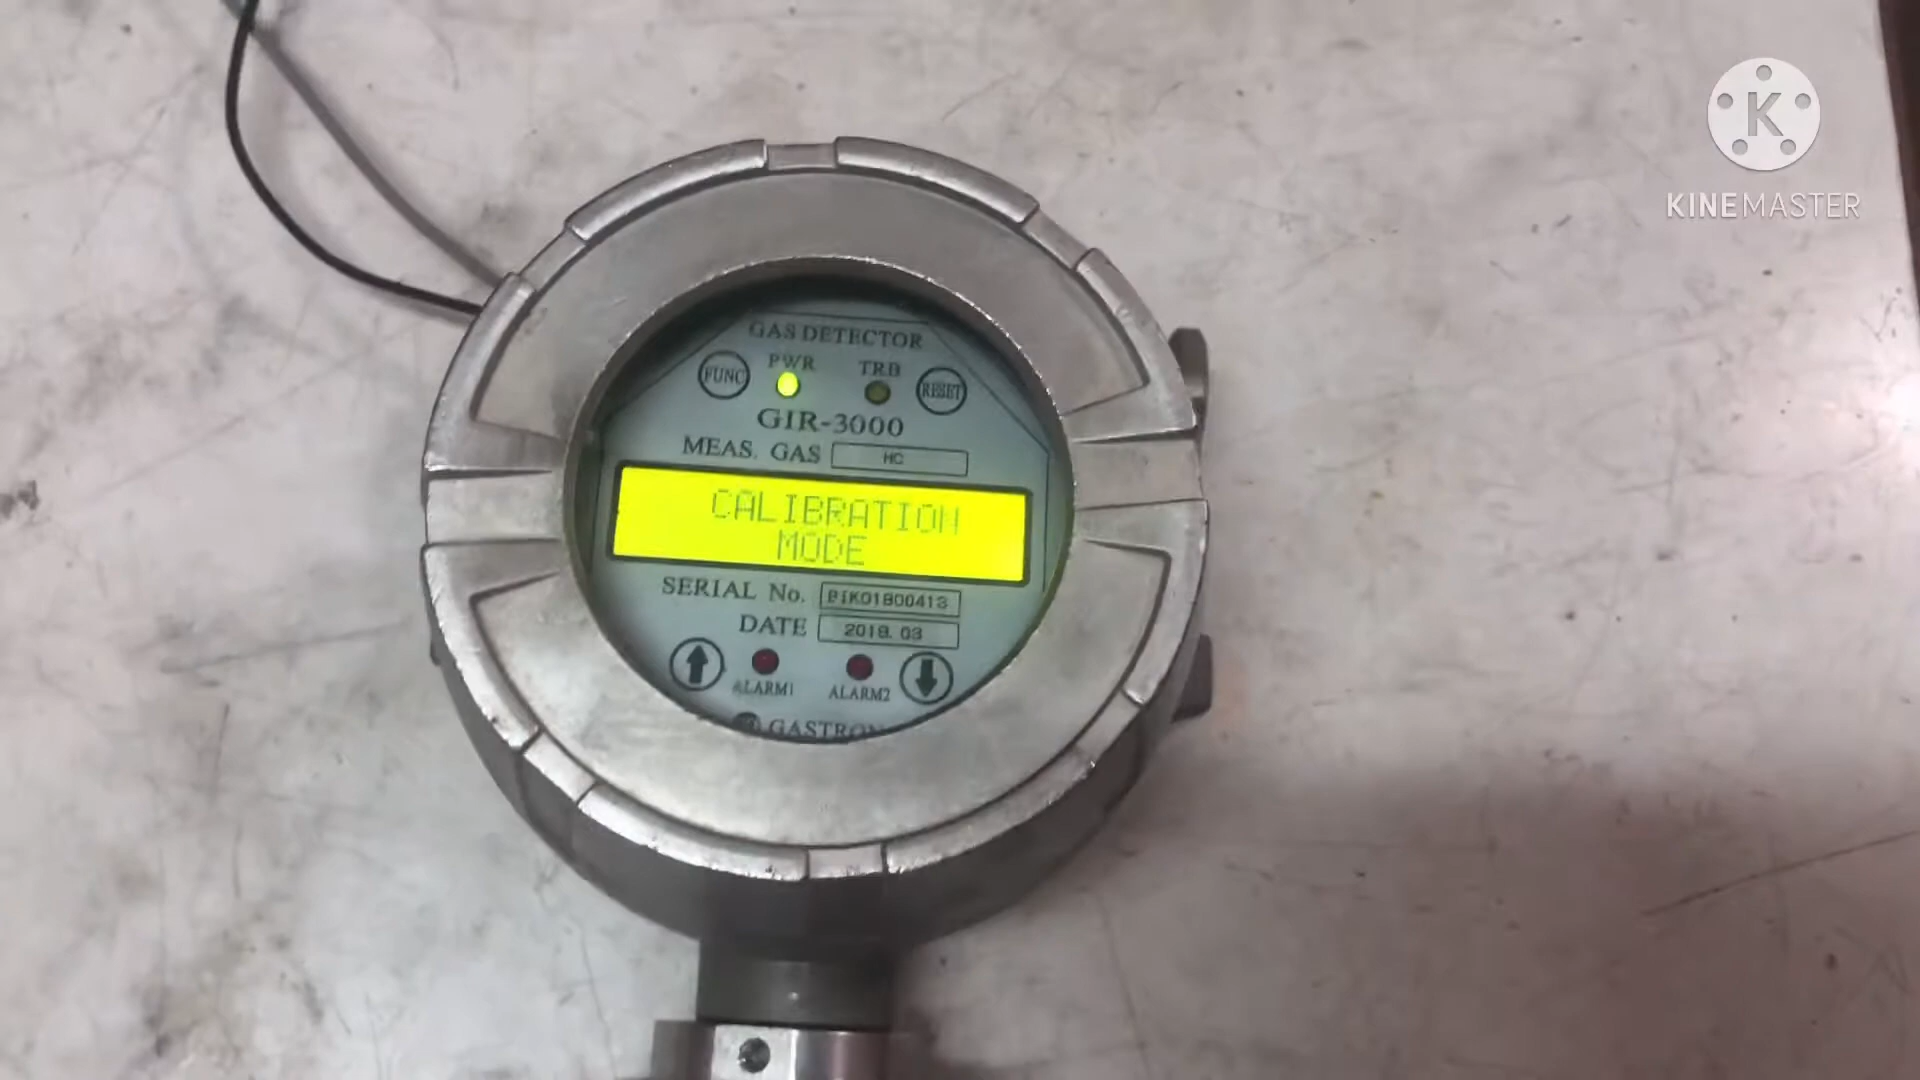 KINEMASTER
GAS DETECTOR
PWR TRB
FUNC RESET
GIR-3000
MEAS. GAS HC
CALIBRATION
MODE
SERIAL No.
DATE 2018. 03
ALARM1 ALARM2
GASTRON